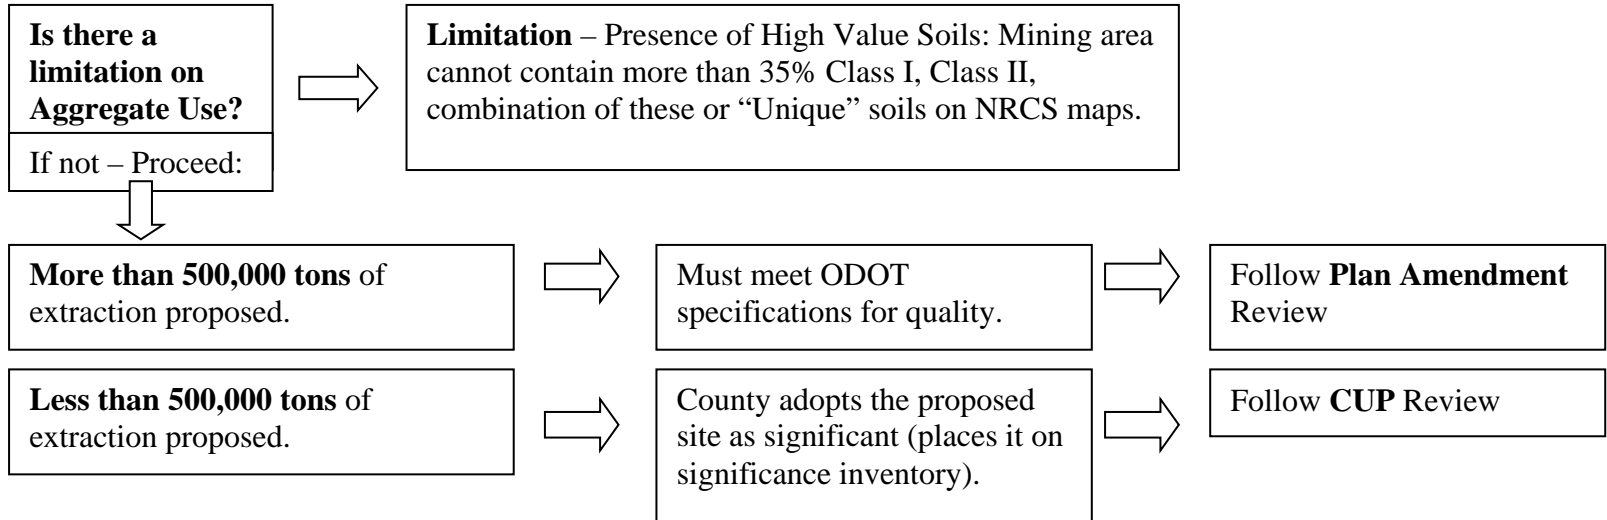 Is there a
limitation on
Aggregate Use?
If not – Proceed:
Limitation – Presence of High Value Soils: Mining area
cannot contain more than 35% Class I, Class II,
combination of these or “Unique” soils on NRCS maps.
More than 500,000 tons of
extraction proposed.
Must meet ODOT
specifications for quality.
Follow Plan Amendment
Review
Less than 500,000 tons of
extraction proposed.
County adopts the proposed
site as significant (places it on
significance inventory).
Follow CUP Review